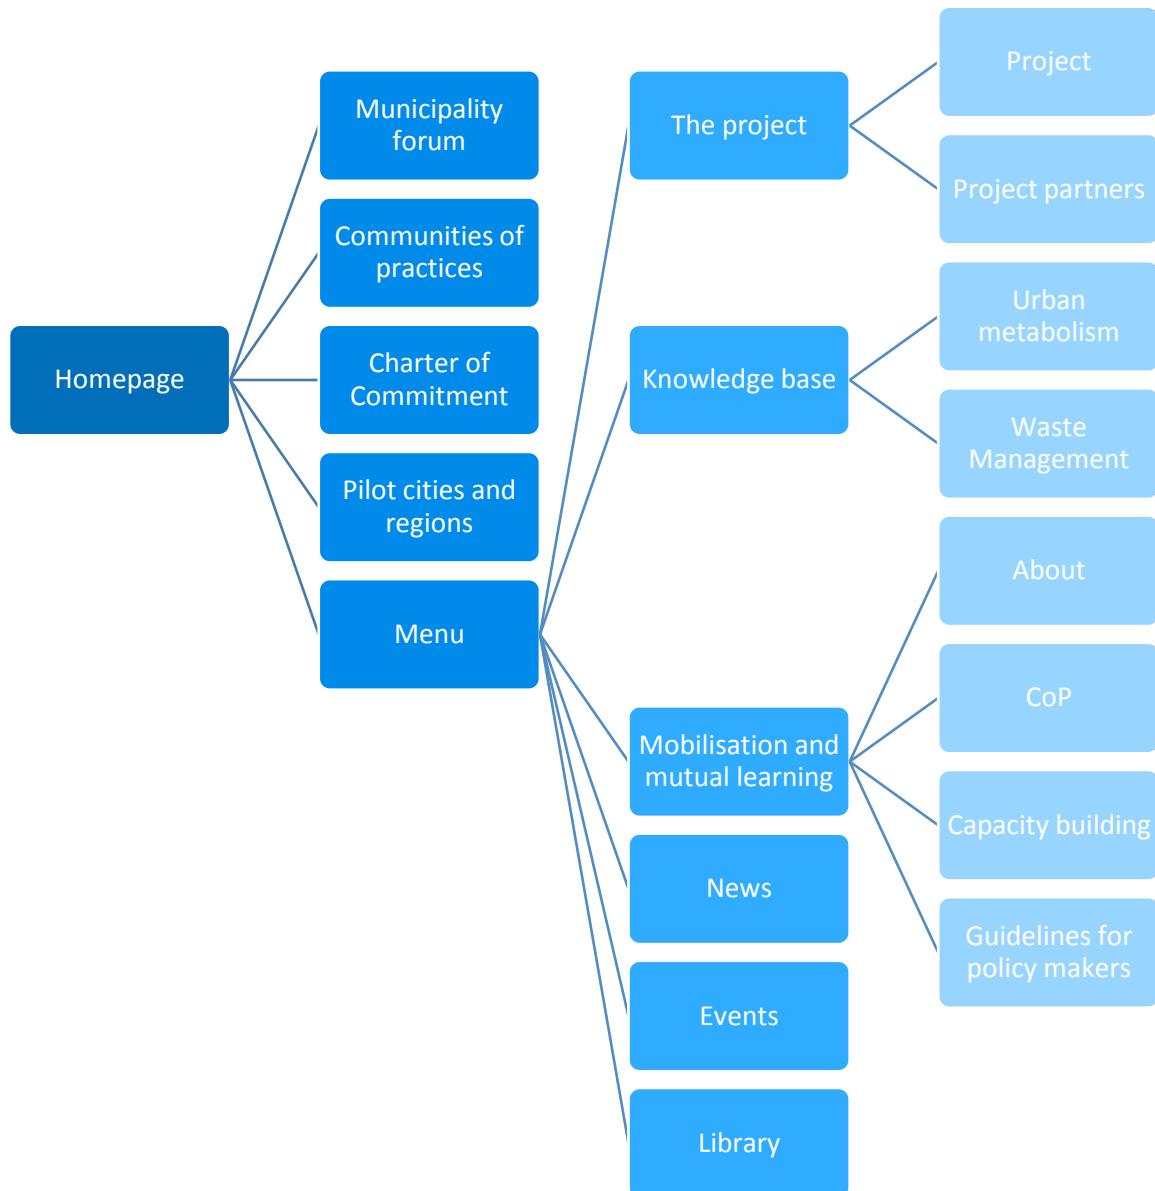 Homepage
Municipality
forum
Communities of
practices
Charter of
Commitment
Pilot cities and
regions
Menu
The project
Knowledge base
Mobilisation and
mutual learning
News
Events
Library
Project
Project partners
Urban
metabolism
Waste
Management
About
CoP
Capacity building
Guidelines for
policy makers